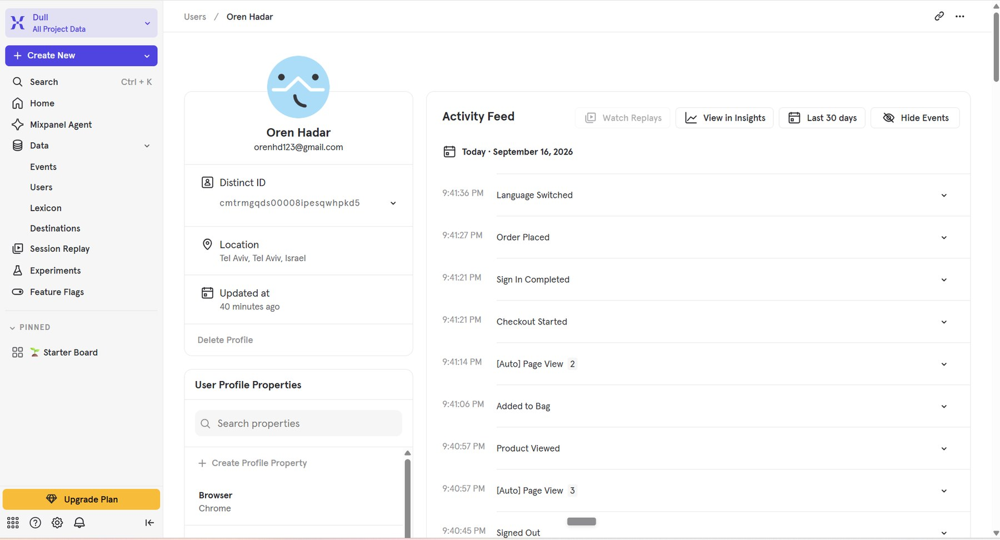 Dull
All Project Data
Create New
Search Ctrl + K
Home
Mixpanel Agent
Data
Events
Users
Lexicon
Destinations
Session Replay
Experiments
Feature Flags
PINNED
🌱 Starter Board
Upgrade Plan
Users / Oren Hadar
Oren Hadar
orenhd123@gmail.com
Distinct ID
cmtrmgqds00008ipesqwhpkd5
Location
Tel Aviv, Tel Aviv, Israel
Updated at
40 minutes ago
Delete Profile
User Profile Properties
Search properties
+ Create Profile Property
Browser
Chrome
Activity Feed
Watch Replays
View in Insights
Last 30 days
Hide Events
Today · September 16, 2026
9:41:36 PM Language Switched
9:41:27 PM Order Placed
9:41:21 PM Sign In Completed
9:41:21 PM Checkout Started
9:41:14 PM [Auto] Page View 2
9:41:06 PM Added to Bag
9:40:57 PM Product Viewed
9:40:57 PM [Auto] Page View 3
9:40:45 PM Signed Out